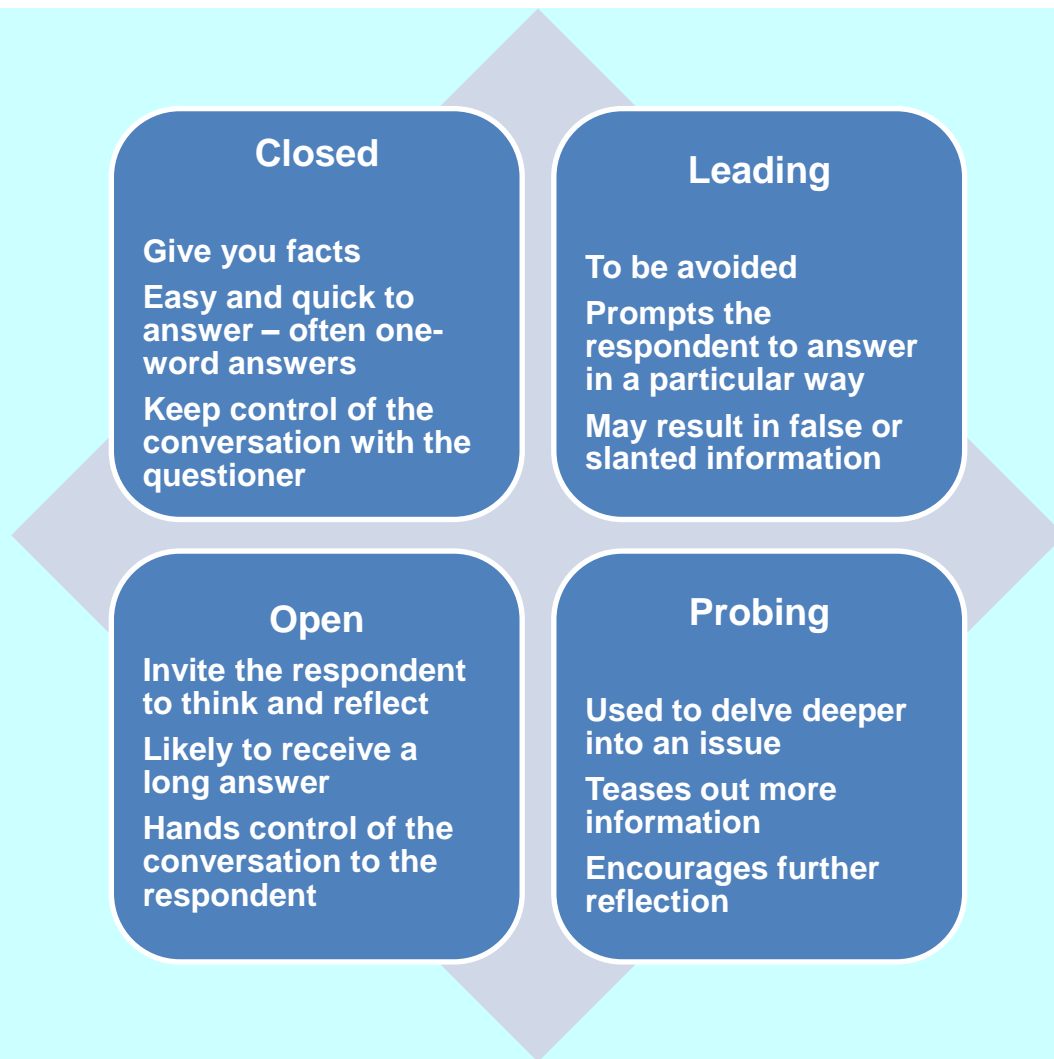 Closed
Give you facts
Easy and quick to
answer – often one-
word answers
Keep control of the
conversation with the
questioner
Leading
To be avoided
Prompts the
respondent to answer
in a particular way
May result in false or
slanted information
Open
Invite the respondent
to think and reflect
Likely to receive a
long answer
Hands control of the
conversation to the
respondent
Probing
Used to delve deeper
into an issue
Teases out more
information
Encourages further
reflection